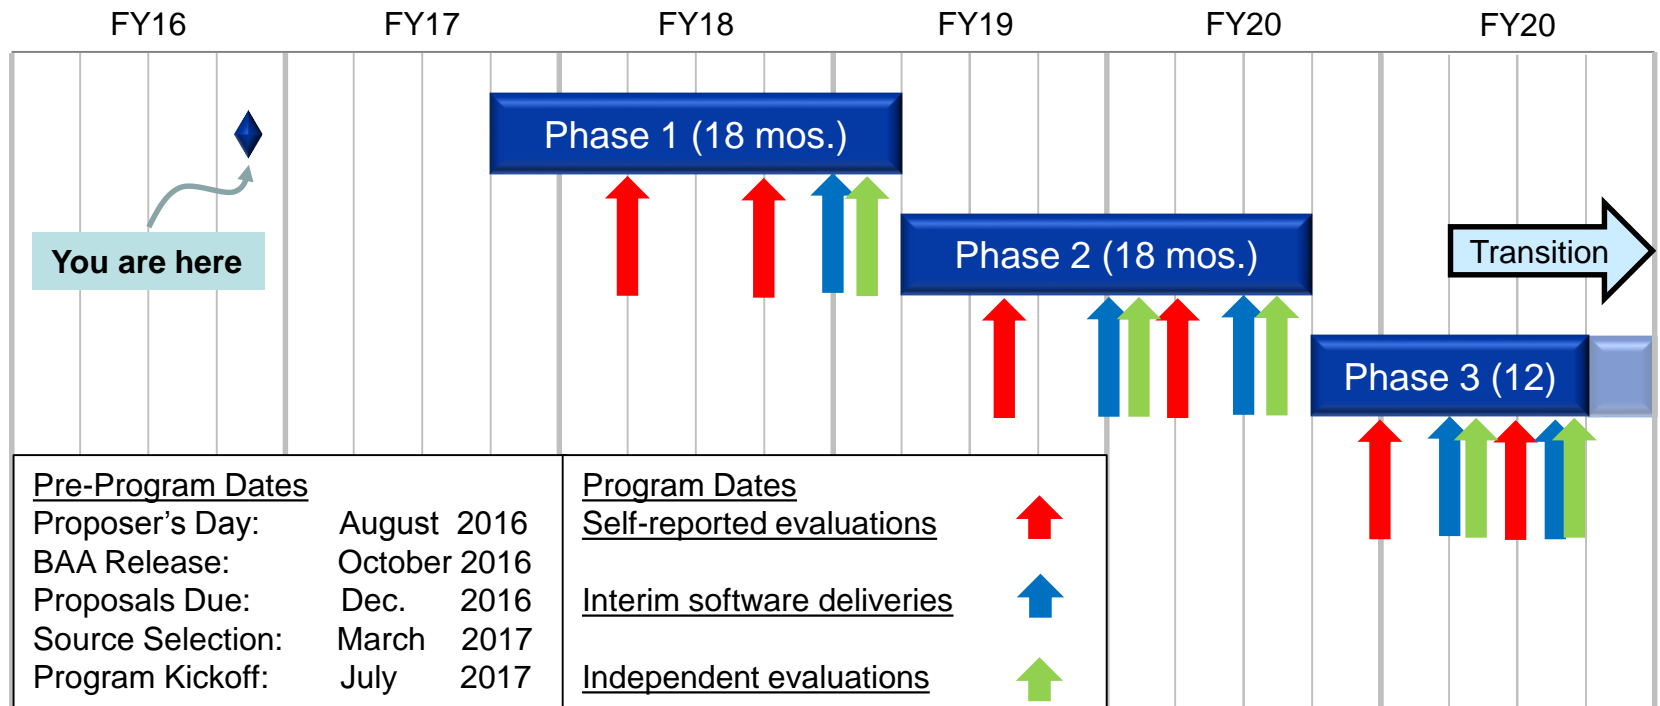 FY16 FY17 FY18 FY19 FY20 FY20
Phase 1 (18 mos.)
You are here
Phase 2 (18 mos.)
Transition
Phase 3 (12)
Pre-Program Dates
Proposer's Day: August 2016
BAA Release: October 2016
Proposals Due: Dec. 2016
Source Selection: March 2017
Program Kickoff: July 2017
Program Dates
Self-reported evaluations
Interim software deliveries
Independent evaluations